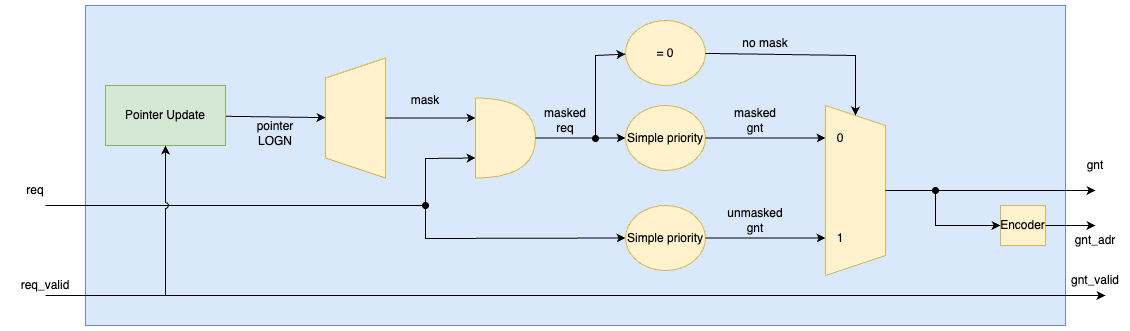 = 0
no mask
Pointer Update
pointer
LOGN
mask
masked
req
Simple priority
masked
gnt
0
req
Simple priority
unmasked
gnt
1
gnt
Encoder
gnt_adr
req_valid
gnt_valid